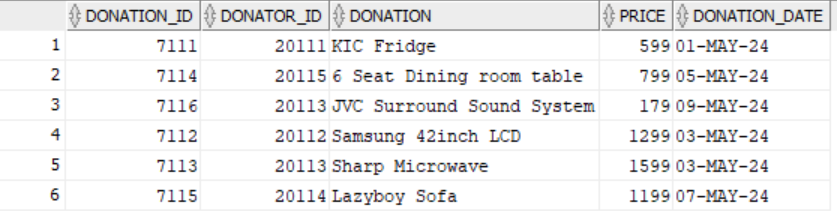 DONATION_ID DONATOR_ID DONATION PRICE DONATION_DATE
1 7111 20111 KIC Fridge 599 01-MAY-24
2 7114 20115 6 Seat Dining room table 799 05-MAY-24
3 7116 20113 JVC Surround Sound System 179 09-MAY-24
4 7112 20112 Samsung 42inch LCD 1299 03-MAY-24
5 7113 20113 Sharp Microwave 1599 03-MAY-24
6 7115 20114 Lazyboy Sofa 1199 07-MAY-24